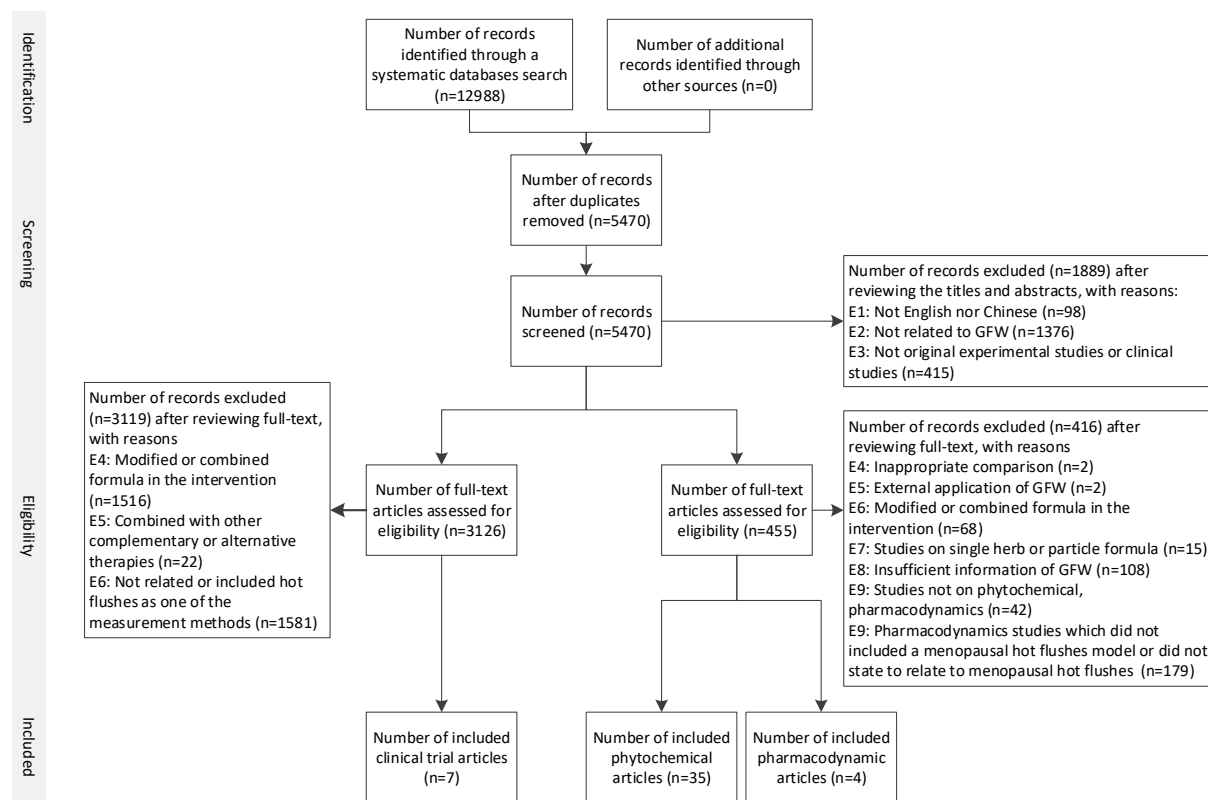 Identification
Number of records
identified through a
systematic databases search
(n=12988)
Number of additional
records identified through
other sources (n=0)
Number of records
after duplicates
removed (n=5470)
Screening
Number of records
screened (n=5470)
Number of records excluded (n=1889) after
reviewing the titles and abstracts, with reasons:
E1: Not English nor Chinese (n=98)
E2: Not related to GFW (n=1376)
E3: Not original experimental studies or clinical
studies (n=415)
Eligibility
Number of records excluded
(n=3119) after reviewing full-text,
with reasons
E4: Modified or combined
formula in the intervention
(n=1516)
E5: Combined with other
complementary or alternative
therapies (n=22)
E6: Not related or included hot
flushes as one of the
measurement methods (n=1581)
Number of full-text
articles assessed for
eligibility (n=3126)
Number of full-text
articles assessed for
eligibility (n=455)
Number of records excluded (n=416) after
reviewing full-text, with reasons
E4: Inappropriate comparison (n=2)
E5: External application of GFW (n=2)
E6: Modified or combined formula in the
intervention (n=68)
E7: Studies on single herb or particle formula (n=15)
E8: Insufficient information of GFW (n=108)
E9: Studies not on phytochemical,
pharmacodynamics (n=42)
E9: Pharmacodynamics studies which did not
included a menopausal hot flushes model or did not
state to relate to menopausal hot flushes (n=179)
Included
Number of included
clinical trial articles
(n=7)
Number of included
phytochemical
articles (n=35)
Number of included
pharmacodynamic
articles (n=4)